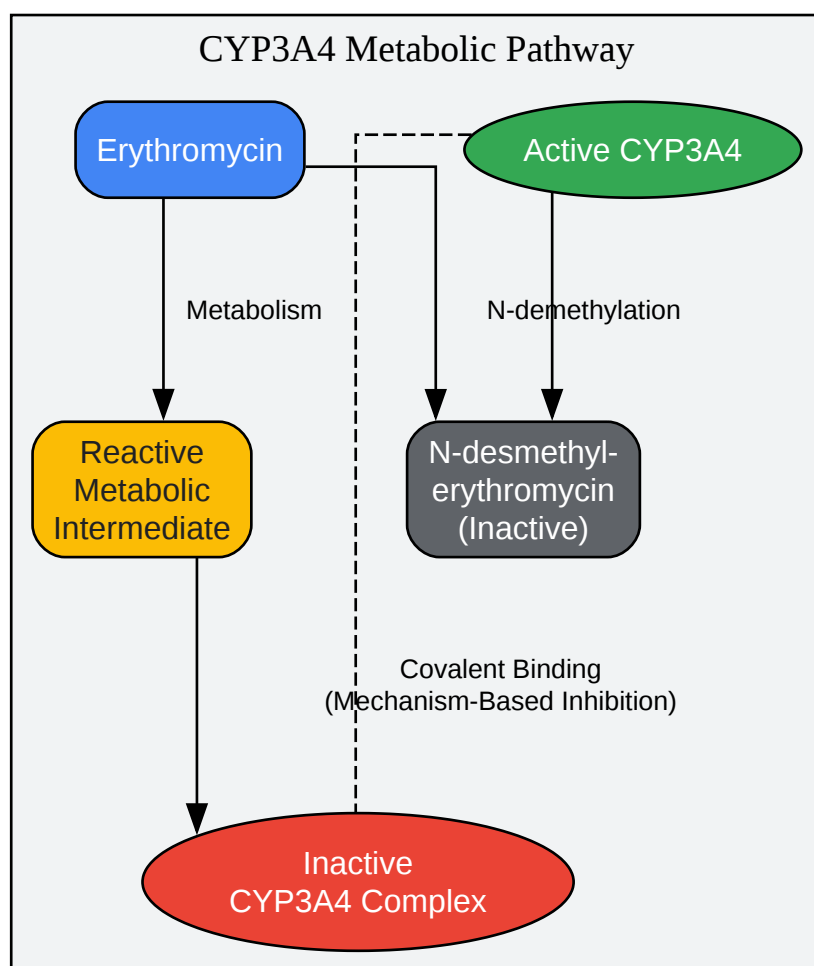 CYP3A4 Metabolic Pathway
Erythromycin
Active CYP3A4
Metabolism
N-demethylation
Reactive
Metabolic
Intermediate
N-desmethyl-
erythromycin
(Inactive)
Covalent Binding
(Mechanism-Based Inhibition)
Inactive
CYP3A4 Complex